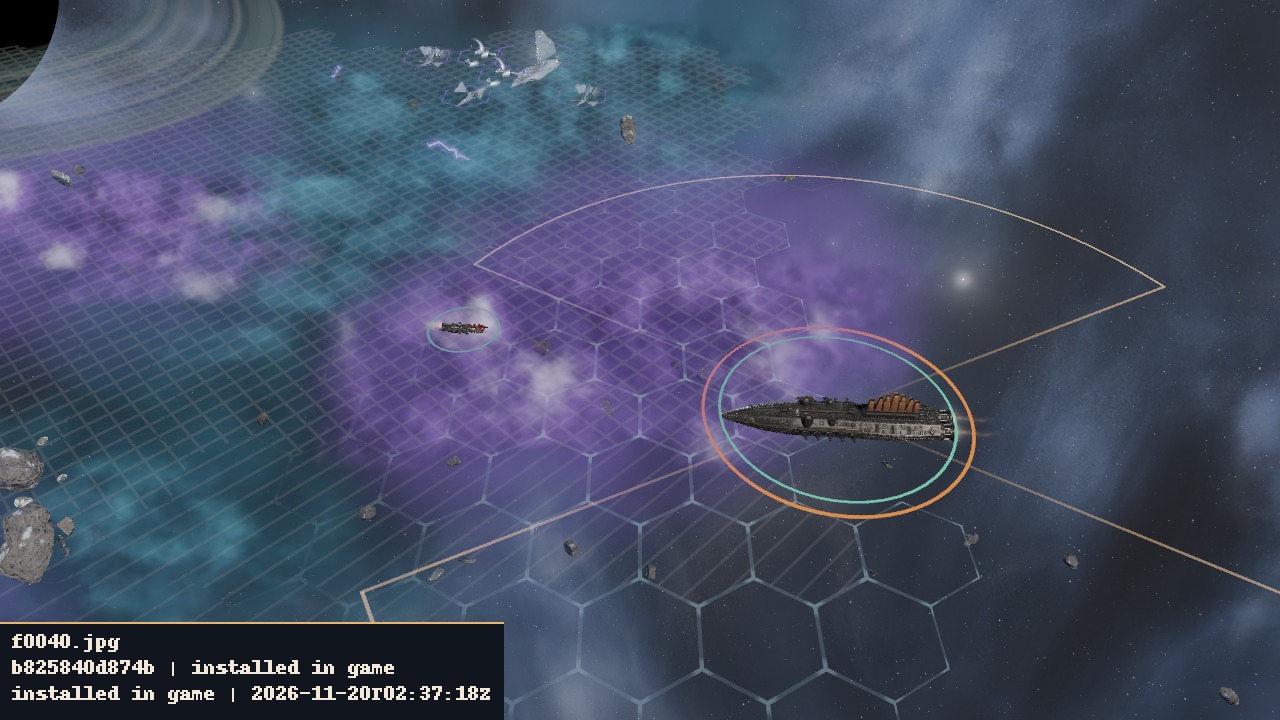 f0040.jpg
b825840d874b | installed in game
installed in game | 2026-11-20T02:37:18Z